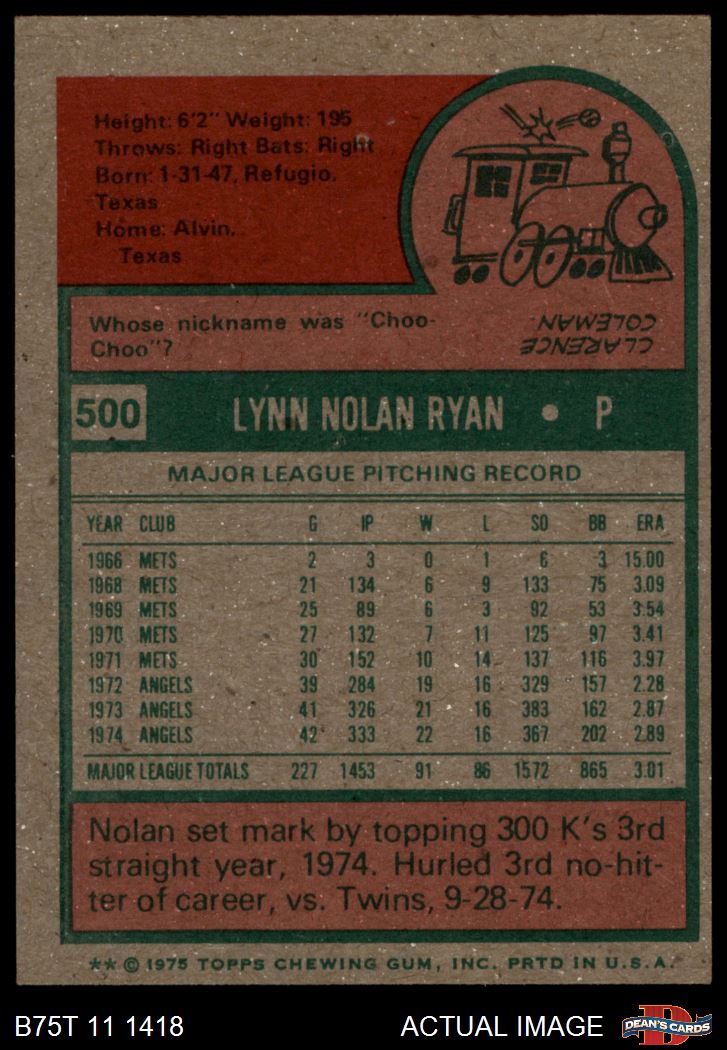 Height: 6'2" Weight: 195
Throws: Right Bats: Right
Born: 1-31-47, Refugio,
Texas
Home: Alvin,
Texas
Whose nickname was "Choo-
Choo"?
CLARENCE
COLEMAN.
500 LYNN NOLAN RYAN • P
MAJOR LEAGUE PITCHING RECORD
YEAR CLUB G IP W L SO BB ERA
1966 METS 2 3 0 1 6 3 15.00
1968 METS 21 134 6 9 133 75 3.09
1969 METS 25 89 6 3 92 53 3.54
1970 METS 27 132 7 11 125 97 3.41
1971 METS 30 152 10 14 137 116 3.97
1972 ANGELS 39 284 19 16 329 157 2.28
1973 ANGELS 41 326 21 16 383 162 2.87
1974 ANGELS 42 333 22 16 367 202 2.89
MAJOR LEAGUE TOTALS 227 1453 91 86 1572 865 3.01
Nolan set mark by topping 300 K's 3rd
straight year, 1974. Hurled 3rd no-hit-
ter of career, vs. Twins, 9-28-74.
** © 1975 TOPPS CHEWING GUM, INC. PRTD IN U.S.A.
B75T 11 1418 ACTUAL IMAGE DEAN'S CARDS